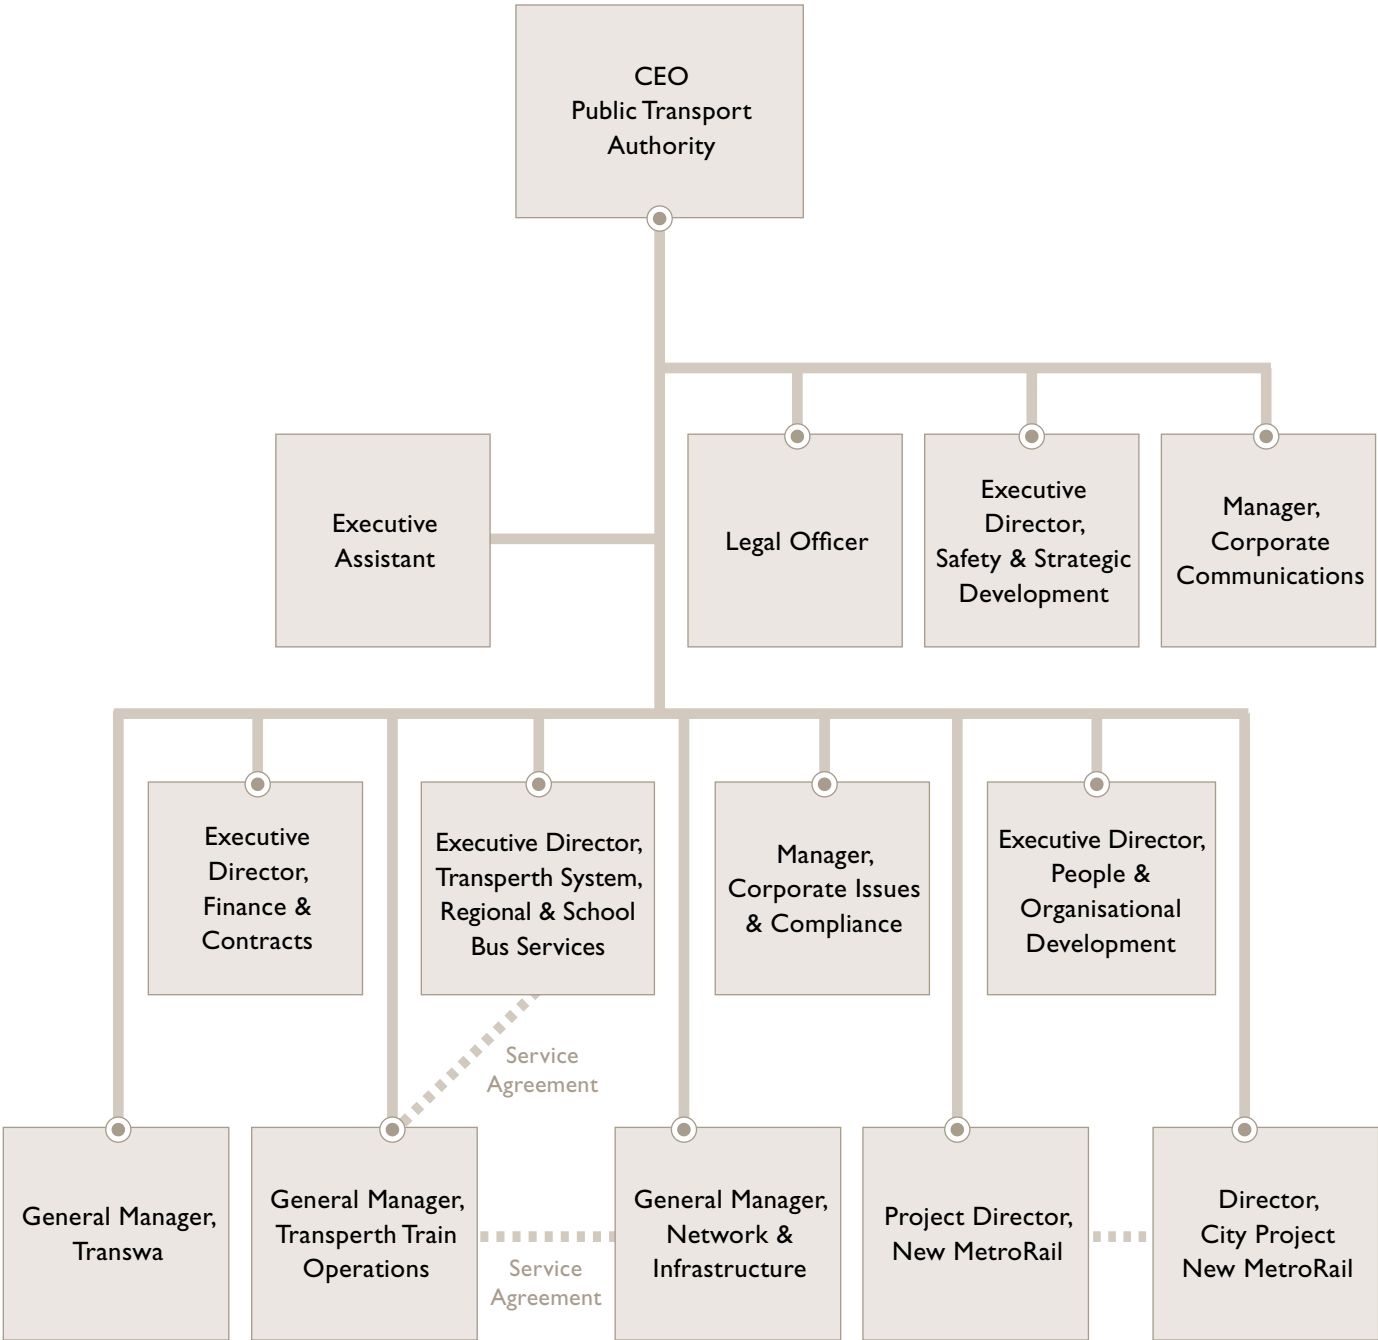 CEO
Public Transport
Authority
Executive
Assistant
Legal Officer
Executive
Director,
Safety & Strategic
Development
Manager,
Corporate
Communications
Executive
Director,
Finance &
Contracts
Executive Director,
Transperth System,
Regional & School
Bus Services
Manager,
Corporate Issues
& Compliance
Executive Director,
People &
Organisational
Development
Service
Agreement
General Manager,
Transwa
General Manager,
Transperth Train
Operations
Service
Agreement
General Manager,
Network &
Infrastructure
Project Director,
New MetroRail
Director,
City Project
New MetroRail